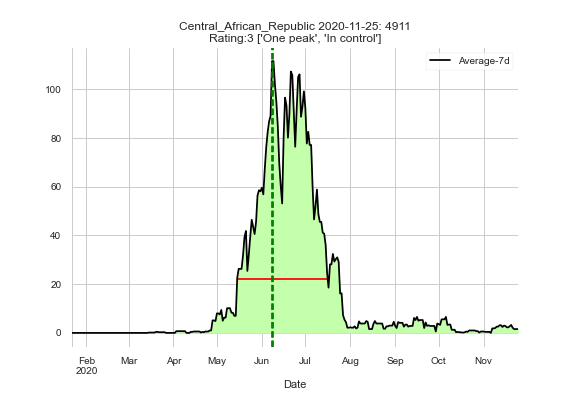 Central_African_Republic 2020-11-25: 4911
Rating:3 ['One peak', 'In control']
Average-7d
100
80
60
40
20
0
Feb Mar Apr May Jun Jul Aug Sep Oct Nov
2020
Date